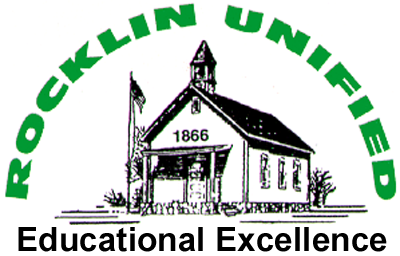 ROCKLIN UNIFIED
1866
Educational Excellence